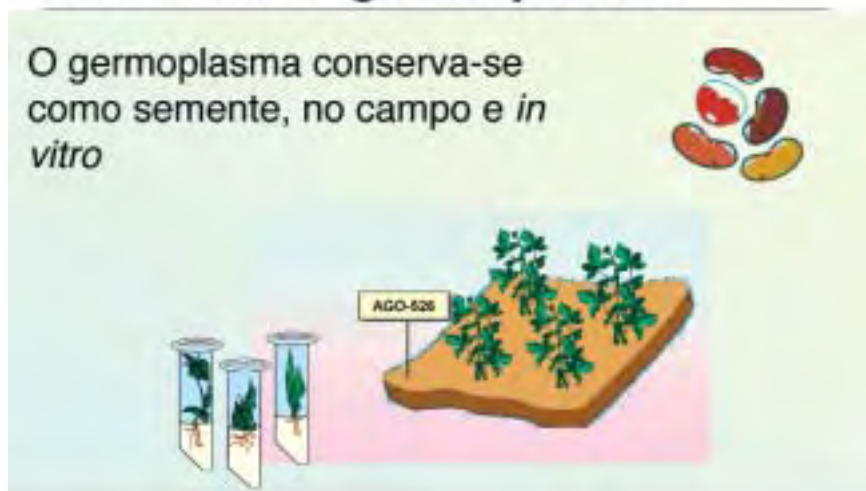 O germoplasma conserva-se
como semente, no campo e in
vitro
AGO-526